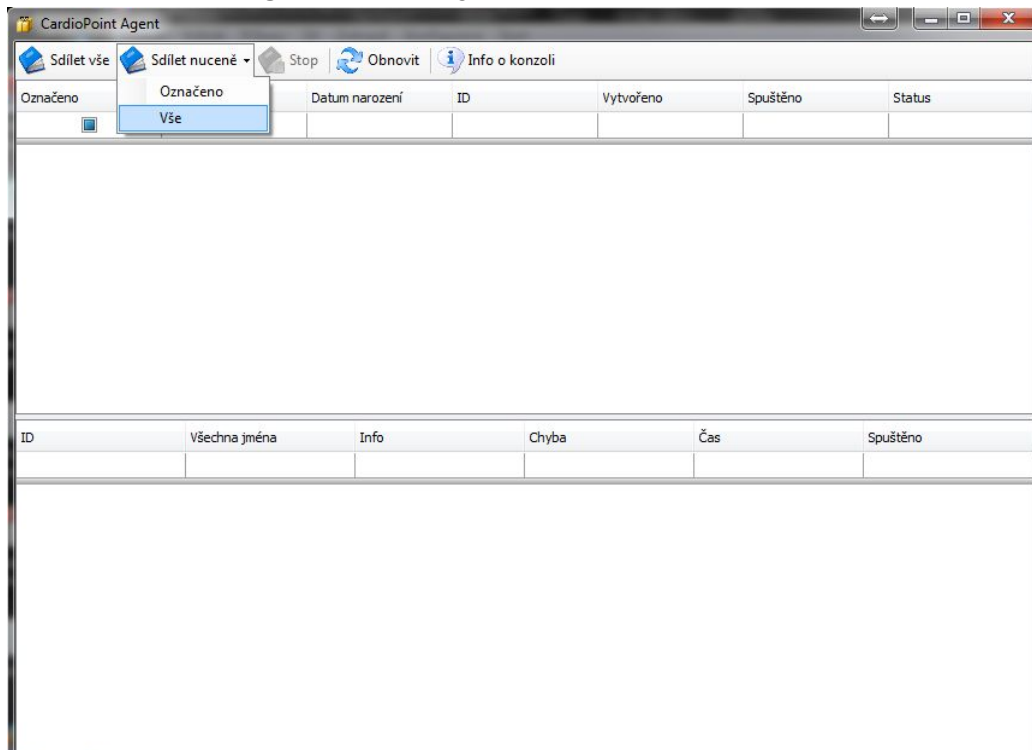 CardioPoint Agent
Sdílet vše Sdílet nuceně Stop Obnovit Info o konzoli
Označeno
Vše
Označeno Datum narození ID Vytvořeno Spuštěno Status
ID Všechna jména Info Chyba Čas Spuštěno